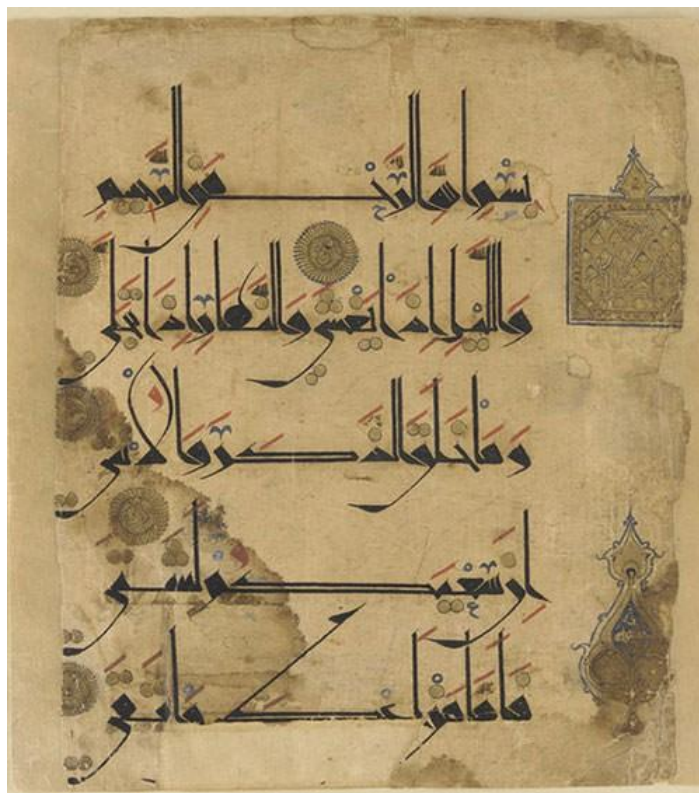 بسم الله الرحمن الرحيم
والليل اذا يغشى والنهار اذا تجلى
وما خلق الذكر والانثى
ان سعيكم لشتى
فاما من اعطى واتقى